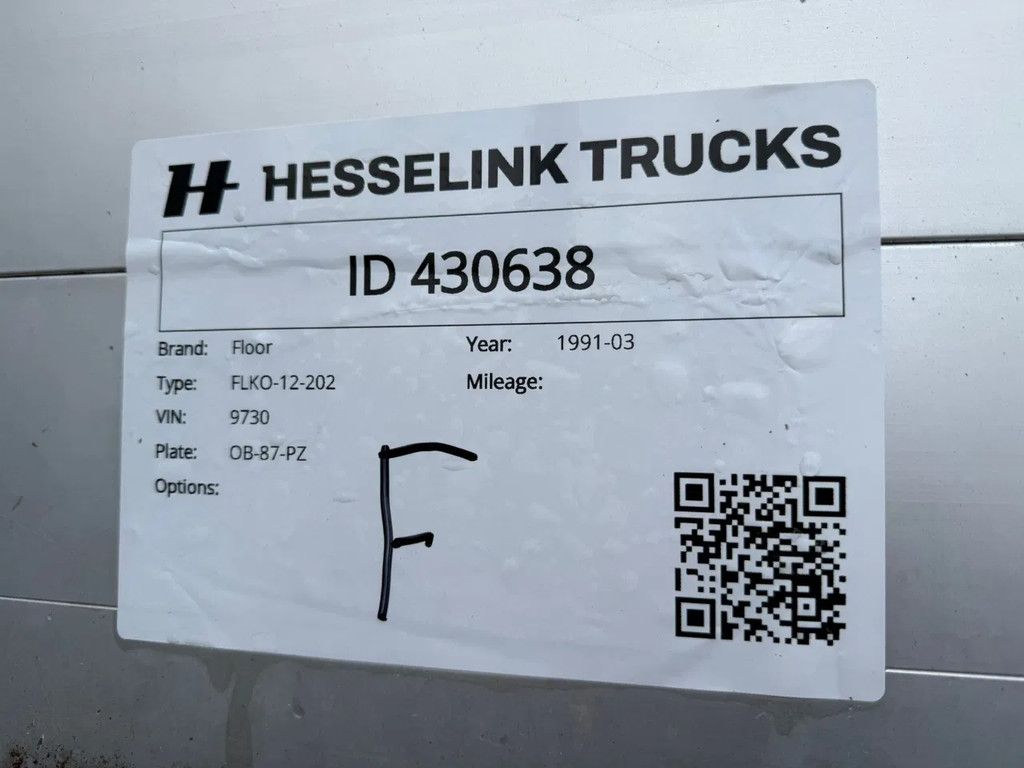 H HESSELINK TRUCKS
ID 430638
Brand: Floor Year: 1991-03
Type: FLKO-12-202 Mileage:
VIN: 9730
Plate: OB-87-PZ
Options:
F